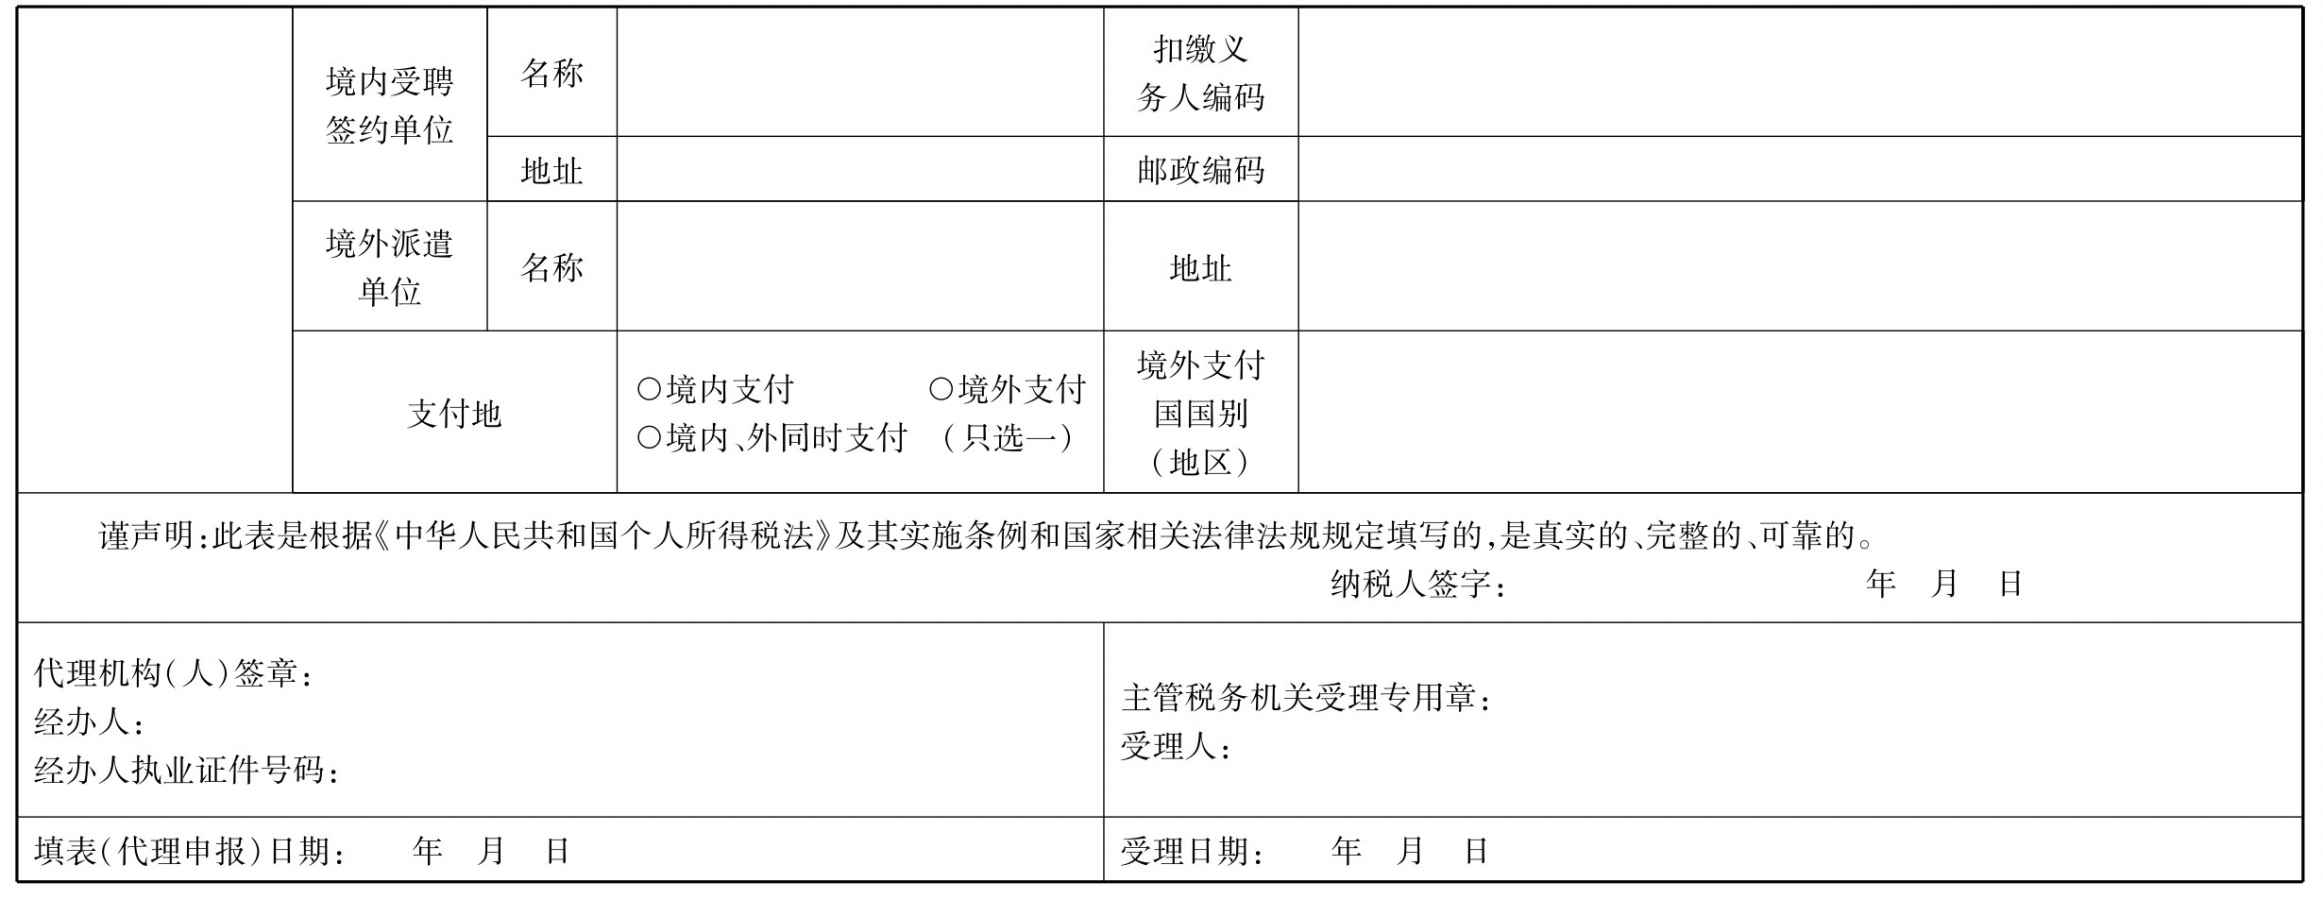 境内受聘
签约单位
名称
扣缴义
务人编码
地址
邮政编码
境外派遣
单位
名称
地址
支付地
○境内支付 ○境外支付
○境内、外同时支付 （只选一）
境外支付
国国别
（地区）
谨声明：此表是根据《中华人民共和国个人所得税法》及其实施条例和国家相关法律法规规定填写的，是真实的、完整的、可靠的。
纳税人签字： 年 月 日
代理机构（人）签章：
经办人：
经办人执业证件号码：
主管税务机关受理专用章：
受理人：
填表（代理申报）日期： 年 月 日
受理日期： 年 月 日